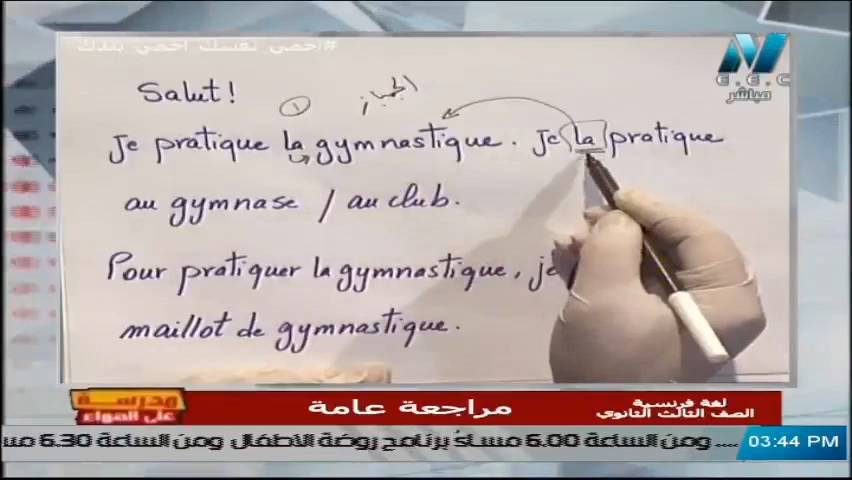 #احمي نفسك احمي بلدك
E.E.C
مباشر
Salut!
الجمباز
1
Je pratique la gymnastique. Je la pratique
au gymnase / au club.
Pour pratiquer la gymnastique, je
maillot de gymnastique.
مدرسة
على الهواء
مراجعة عامة
لغة فرنسية
الصف الثالث الثانوي
.... ومن الساعة 6.00 مساءً برنامج روضة الأطفال ومن الساعة 6.30
03:44 PM